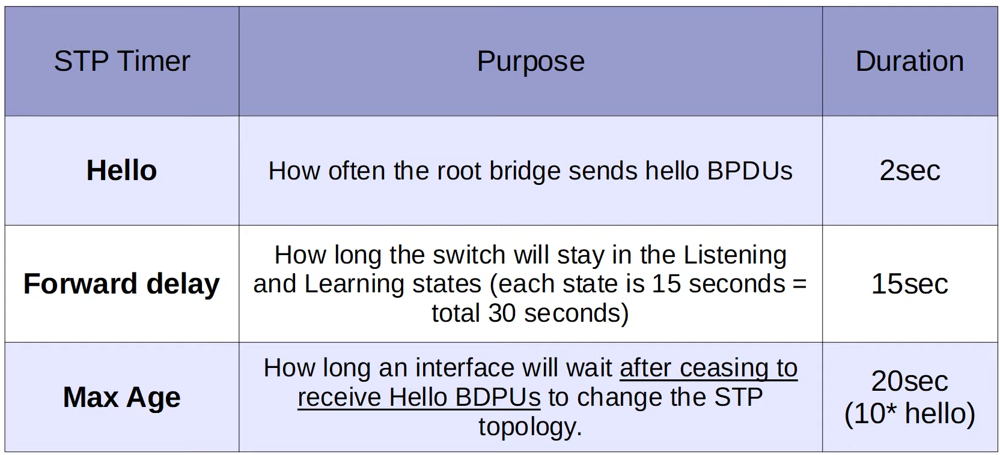 STP Timer
Purpose
Duration
Hello
How often the root bridge sends hello BPDUs
2sec
Forward delay
How long the switch will stay in the Listening
and Learning states (each state is 15 seconds =
total 30 seconds)
15sec
Max Age
How long an interface will wait after ceasing to
receive Hello BDPUs to change the STP
topology.
20sec
(10* hello)